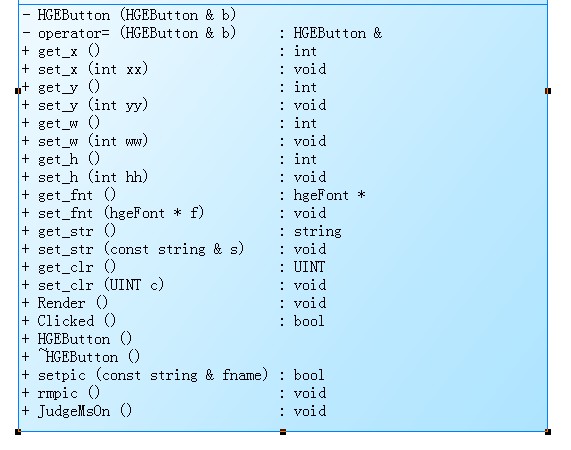 - HGEButton (HGEButton & b)
- operator= (HGEButton & b) : HGEButton &
+ get_x () : int
+ set_x (int xx) : void
+ get_y () : int
+ set_y (int yy) : void
+ get_w () : int
+ set_w (int ww) : void
+ get_h () : int
+ set_h (int hh) : void
+ get_fnt () : hgeFont *
+ set_fnt (hgeFont * f) : void
+ get_str () : string
+ set_str (const string & s) : void
+ get_clr () : UINT
+ set_clr (UINT c) : void
+ Render () : void
+ Clicked () : bool
+ HGEButton ()
+ ~HGEButton ()
+ setpic (const string & fname) : bool
+ rmpic () : void
+ JudgeMsOn () : void